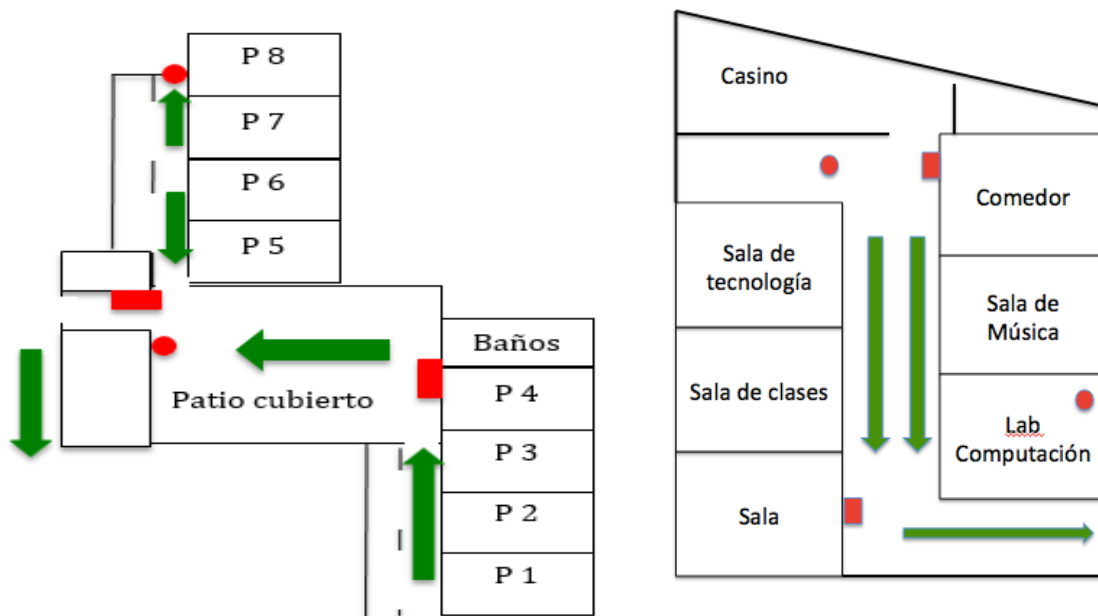 P 8
P 7
P 6
P 5
Baños
P 4
Patio cubierto
P 3
P 2
P 1
Casino
Comedor
Sala de
tecnología
Sala de
Música
Sala de clases
Lab
Computación
Sala